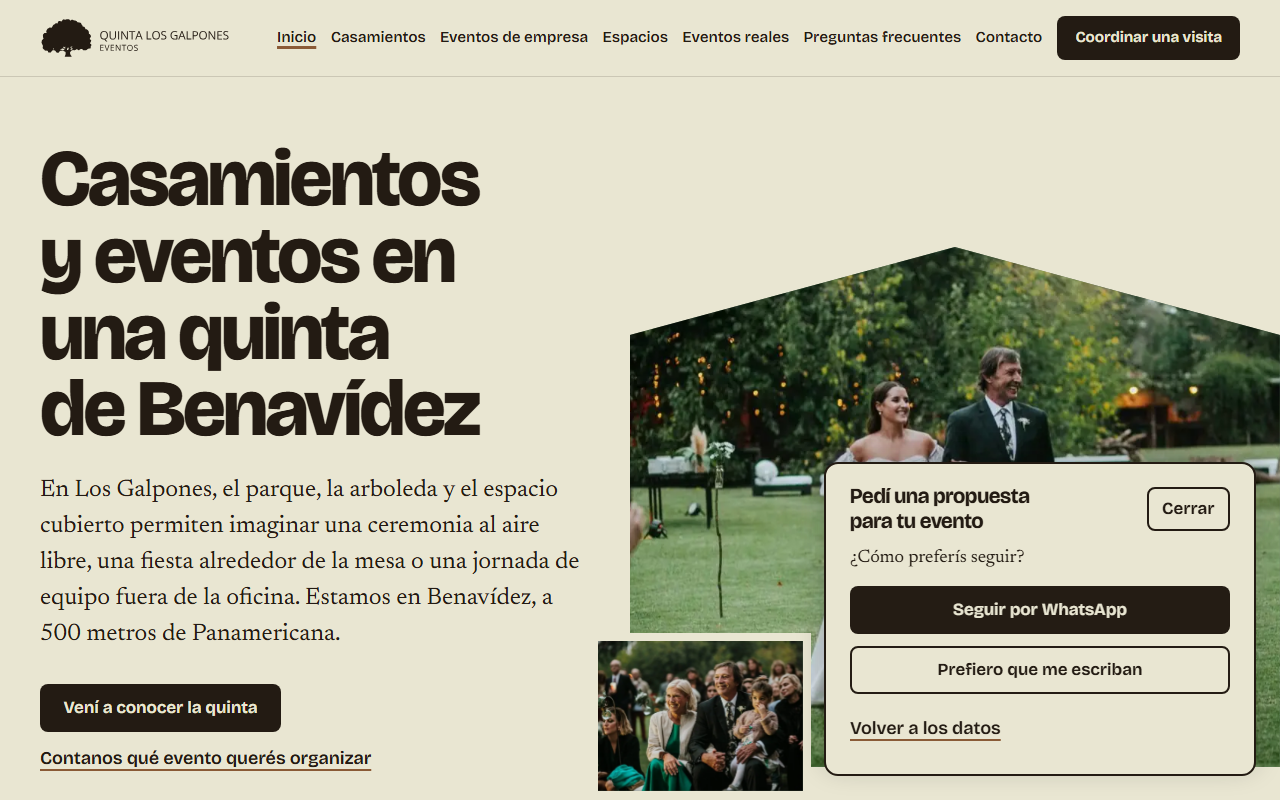 QUINTA LOS GALPONES
EVENTOS
Inicio
Casamientos
Eventos de empresa
Espacios
Eventos reales
Preguntas frecuentes
Contacto
Coordinar una visita
Casamientos
y eventos en
una quinta
de Benavídez
En Los Galpones, el parque, la arboleda y el espacio
cubierto permiten imaginar una ceremonia al aire
libre, una fiesta alrededor de la mesa o una jornada de
equipo fuera de la oficina. Estamos en Benavídez, a
500 metros de Panamericana.
Vení a conocer la quinta
Contanos qué evento querés organizar
Pedí una propuesta
para tu evento
Cerrar
¿Cómo preferís seguir?
Seguir por WhatsApp
Prefiero que me escriban
Volver a los datos